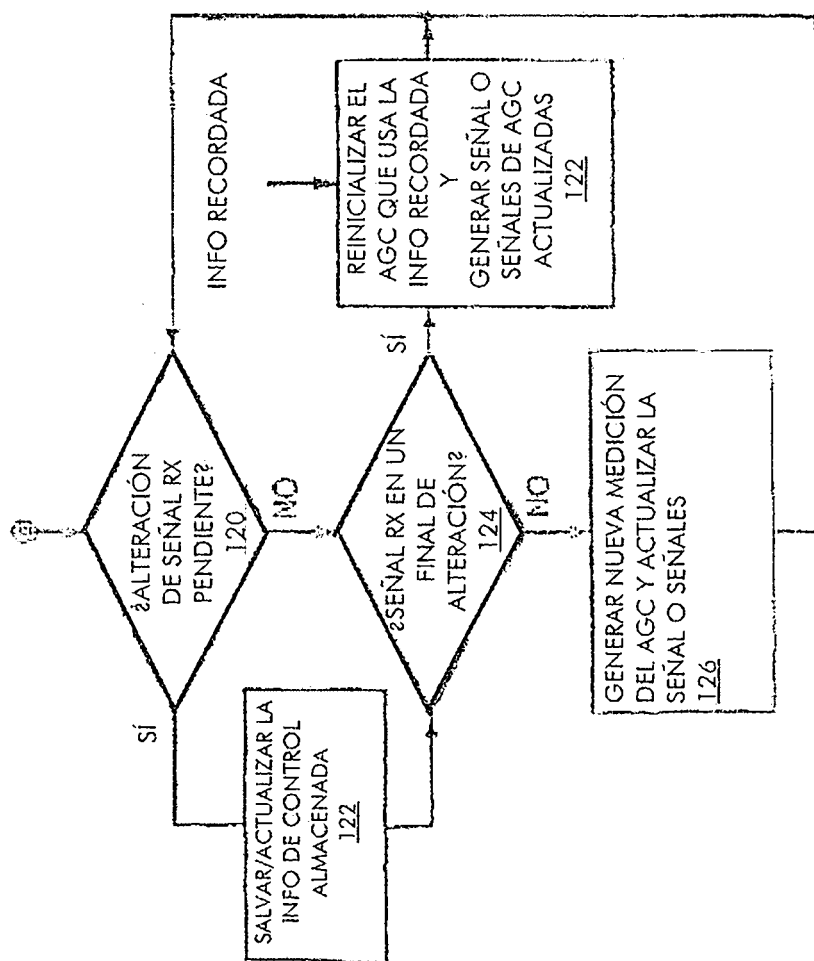 ¿ALTERACIÓN
DE SEÑAL RX
PENDIENTE?
120
SÍ
NO
SALVAR/ACTUALIZAR LA
INFO DE CONTROL
ALMACENADA
122
¿SEÑAL RX EN UN
FINAL DE
ALTERACIÓN?
124
SÍ
NO
INFO RECORDADA
REINICIALIZAR EL
AGC QUE USA LA
INFO RECORDADA
Y
GENERAR SEÑAL O
SEÑALES DE AGC
ACTUALIZADAS
122
GENERAR NUEVA MEDICIÓN
DEL AGC Y ACTUALIZAR LA
SEÑAL O SEÑALES
126